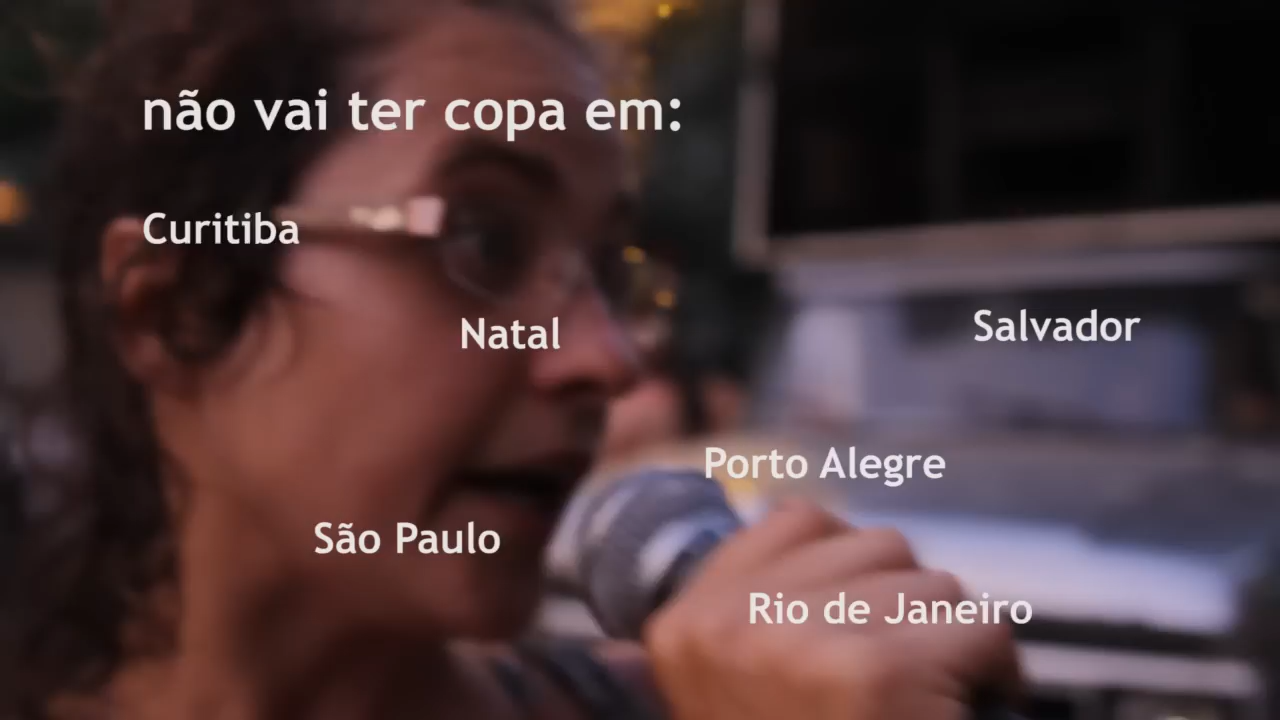 não vai ter copa em:
Curitiba
Salvador
Natal
Porto Alegre
São Paulo
Rio de Janeiro